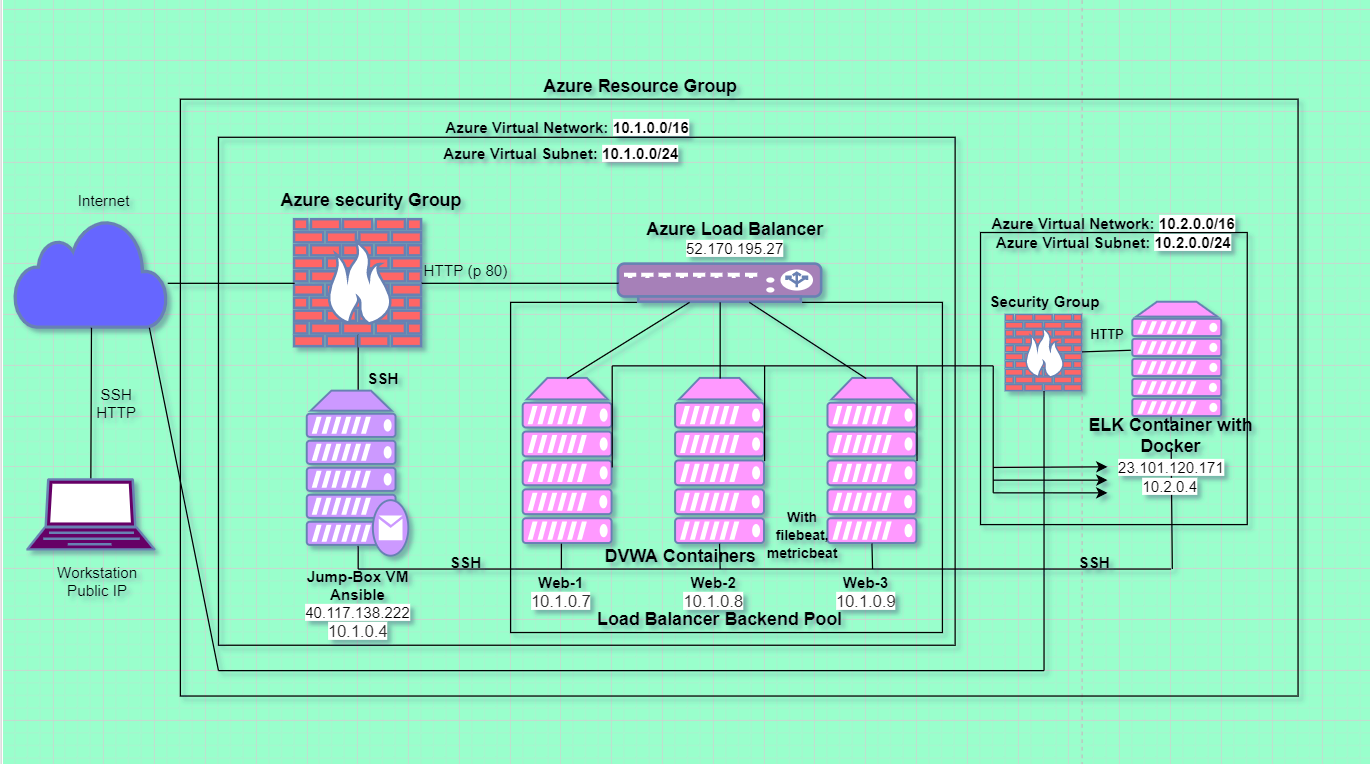 Azure Resource Group
Azure Virtual Network: 10.1.0.0/16
Azure Virtual Subnet: 10.1.0.0/24
Internet
Azure security Group
HTTP (p 80)
Azure Load Balancer
52.170.195.27
Azure Virtual Network: 10.2.0.0/16
Azure Virtual Subnet: 10.2.0.0/24
Security Group
HTTP
SSH
SSH
HTTP
ELK Container with
Docker
23.101.120.171
10.2.0.4
With
filebeat,
metricbeat
DVWA Containers
SSH
SSH
Workstation
Public IP
Jump-Box VM
Ansible
40.117.138.222
10.1.0.4
Web-1
10.1.0.7
Web-2
10.1.0.8
Web-3
10.1.0.9
Load Balancer Backend Pool